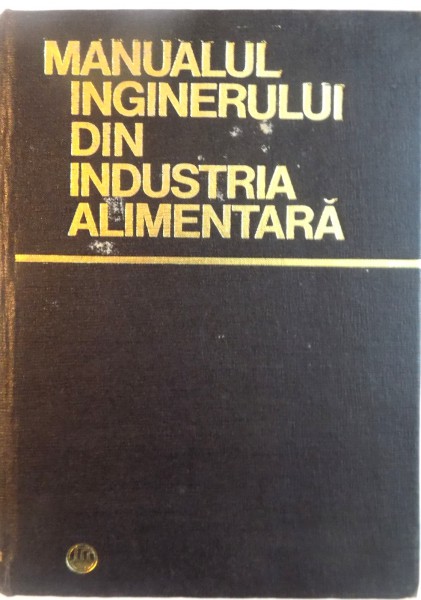 MANUALUL
INGINERULUI
DIN
INDUSTRIA
ALIMENTARĂ